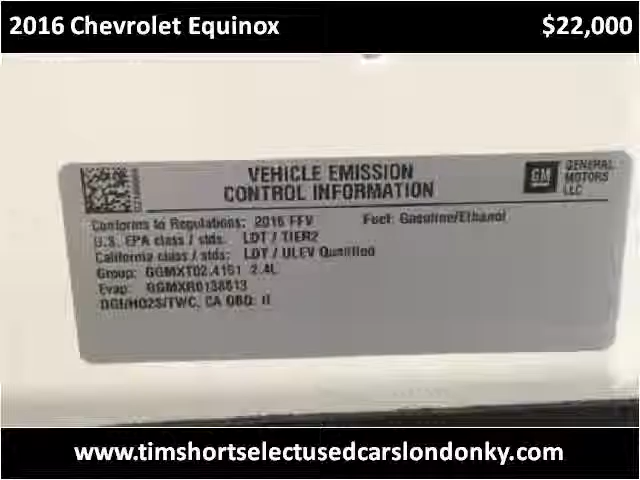 2016 Chevrolet Equinox $22,000
VEHICLE EMISSION
CONTROL INFORMATION
GM
GENERAL
MOTORS
LLC
Conforms to Regulations: 2016 FFV Fuel: Gasoline/Ethanol
U.S. EPA class / stds: LDT / TIER2
California class / stds: LDT / ULEV Qualified
Group: GGMXT02.4151 2.4L
Evap: GGMXR0138813
DGI/HO2S/TWC, CA OBD: II
www.timshortselectusedcarslondonky.com